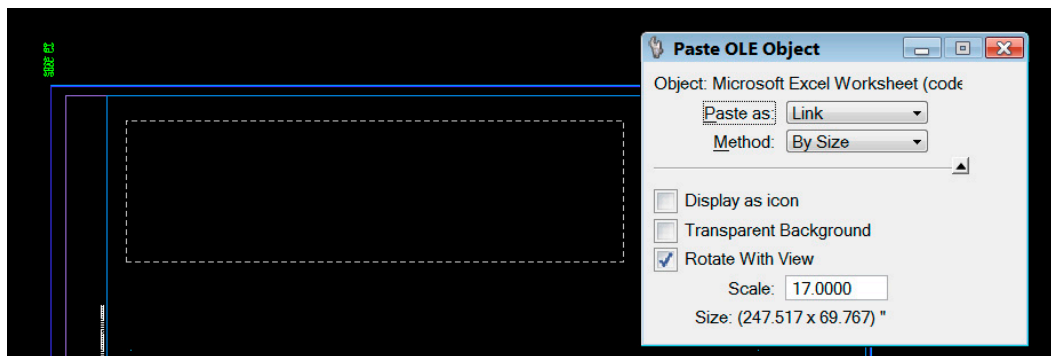 Paste OLE Object
Object: Microsoft Excel Worksheet (code
Paste as: Link
Method: By Size
Display as icon
Transparent Background
Rotate With View
Scale: 17.0000
Size: (247.517 x 69.767) "